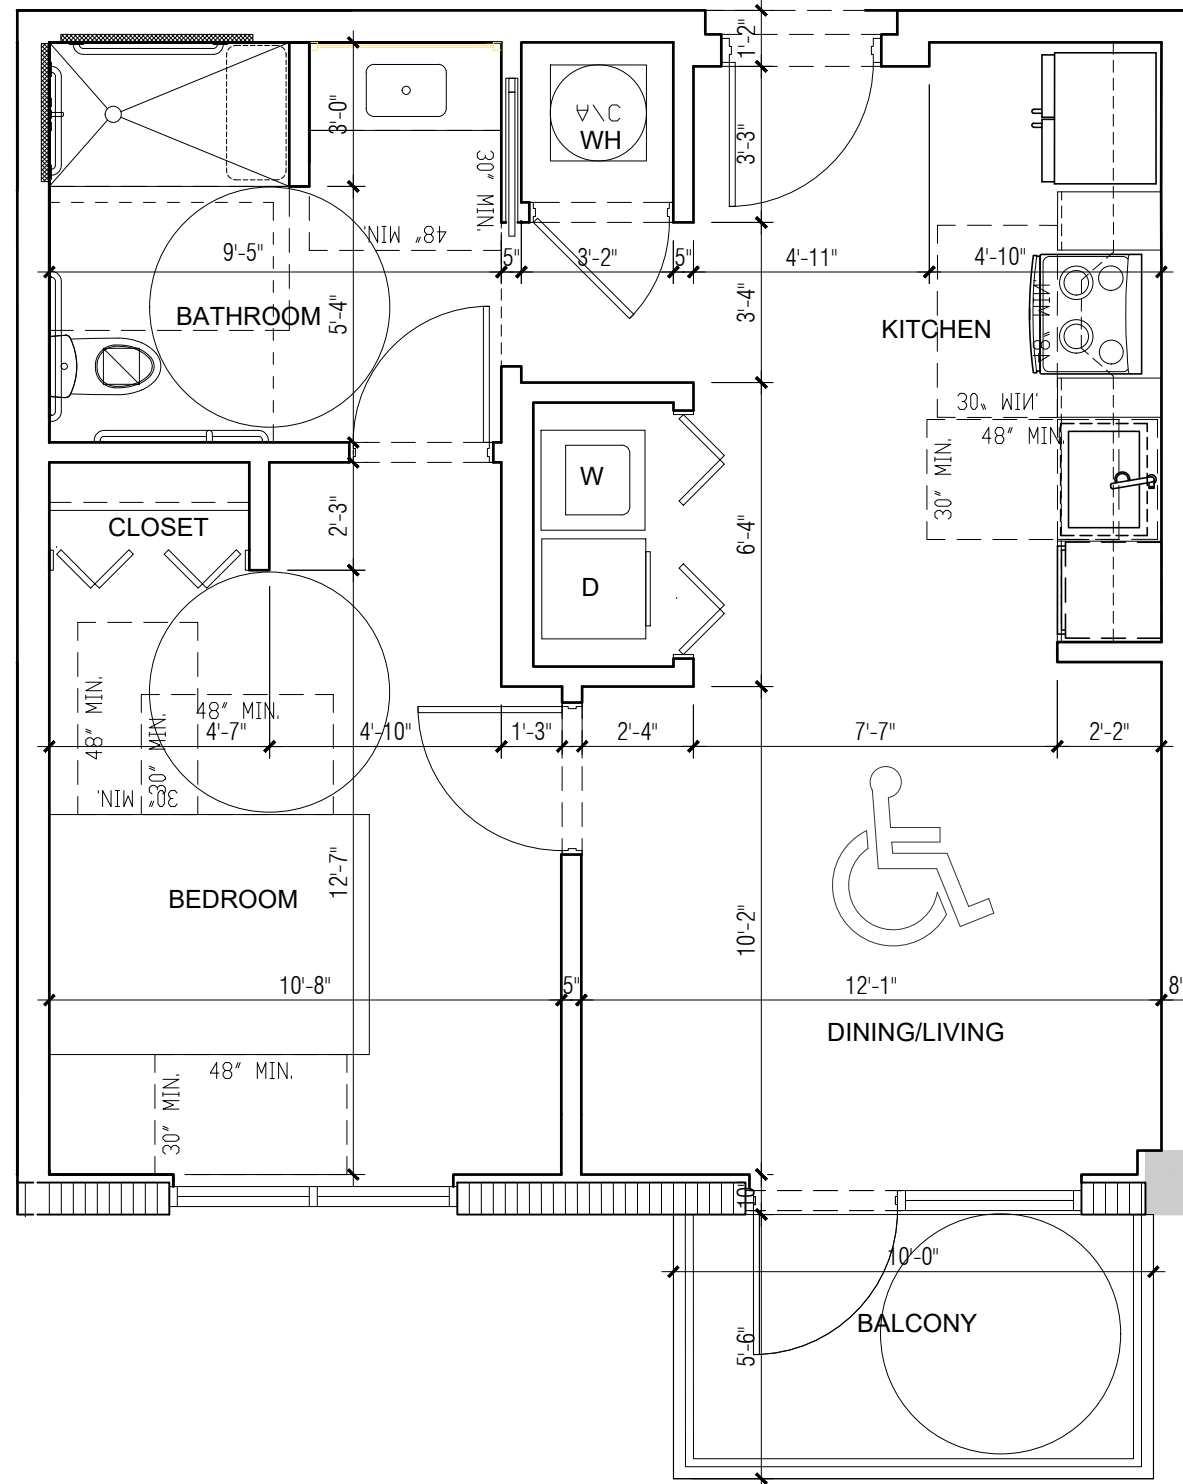 1'-2"
3'-0"
A/C
WH
3'-3"
30" MIN.
48" MIN.
9'-5"
5"
3'-2"
5"
4'-11"
4'-10"
BATHROOM
5'-4"
3'-4"
KITCHEN
48" MIN.
30" MIN.
48" MIN.
30" MIN.
W
2'-3"
CLOSET
6'-4"
D
48" MIN.
48" MIN.
30" MIN.
4'-7"
4'-10"
1'-3"
2'-4"
7'-7"
2'-2"
30" MIN.
12'-7"
BEDROOM
10'-2"
10'-8"
5"
12'-1"
8"
DINING/LIVING
48" MIN.
30" MIN.
10"
10'-0"
BALCONY
5'-6"